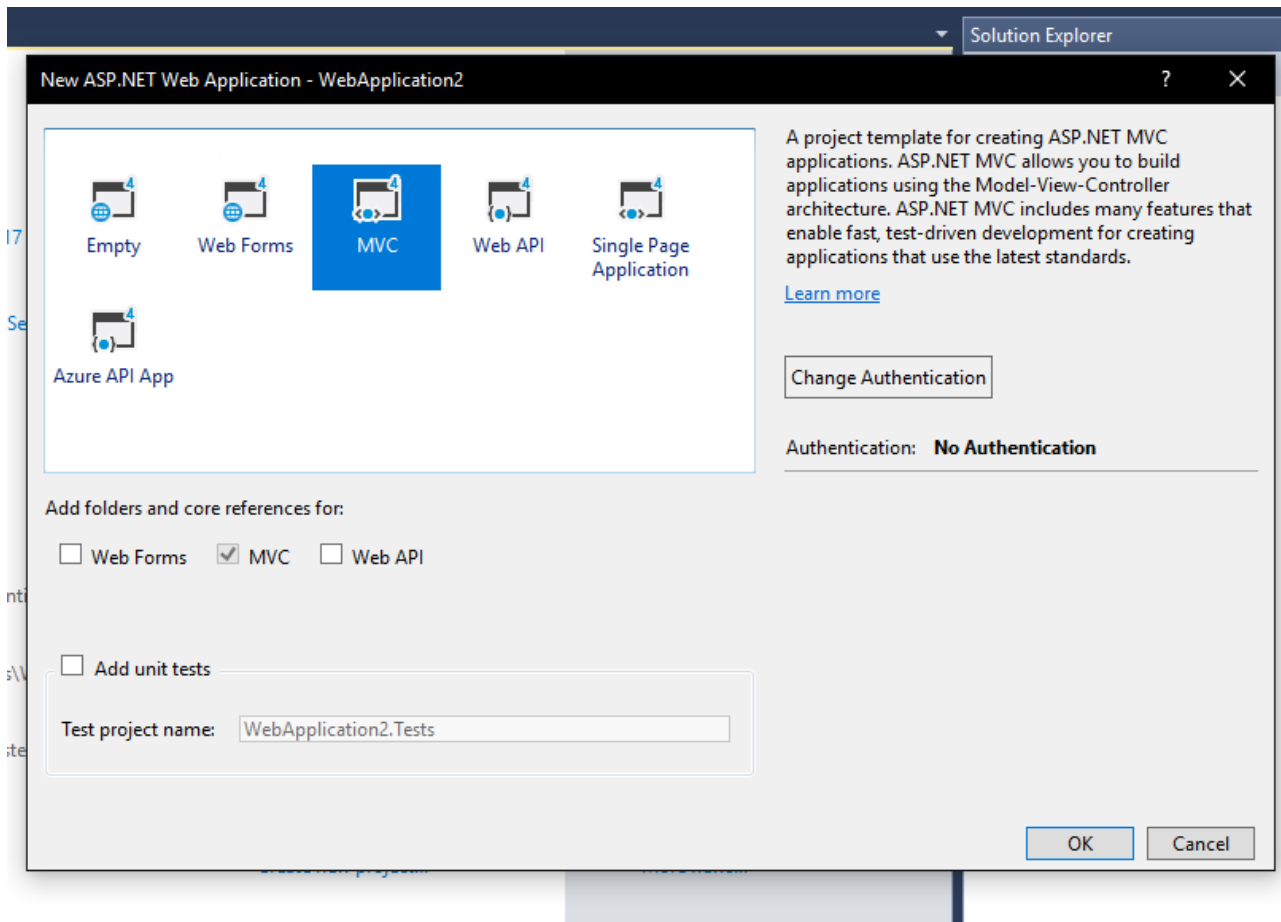 Solution Explorer
New ASP.NET Web Application - WebApplication2
?
4
Empty
4
Web Forms
4
MVC
4
Web API
4
Single Page
Application
4
Azure API App
A project template for creating ASP.NET MVC
applications. ASP.NET MVC allows you to build
applications using the Model-View-Controller
architecture. ASP.NET MVC includes many features that
enable fast, test-driven development for creating
applications that use the latest standards.
Learn more
Change Authentication
Authentication: No Authentication
Add folders and core references for:
Web Forms MVC Web API
Add unit tests
Test project name: WebApplication2.Tests
OK Cancel
17
Se
nti